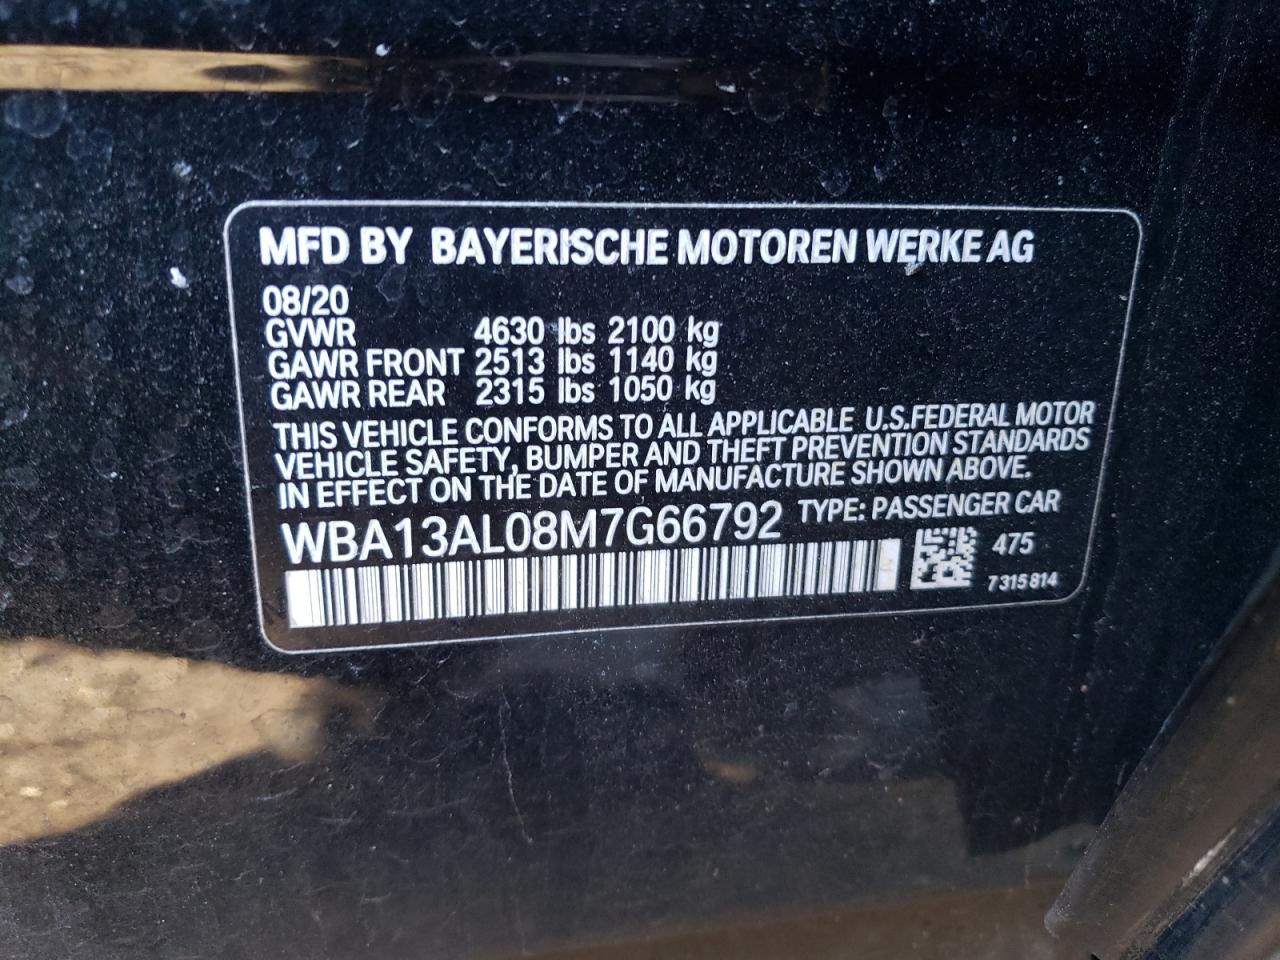 MFD BY BAYERISCHE MOTOREN WERKE AG
08/20
GVWR 4630 lbs 2100 kg
GAWR FRONT 2513 lbs 1140 kg
GAWR REAR 2315 lbs 1050 kg
THIS VEHICLE CONFORMS TO ALL APPLICABLE U.S.FEDERAL MOTOR
VEHICLE SAFETY, BUMPER AND THEFT PREVENTION STANDARDS
IN EFFECT ON THE DATE OF MANUFACTURE SHOWN ABOVE.
WBA13AL08M7G66792 TYPE: PASSENGER CAR
475
7315814